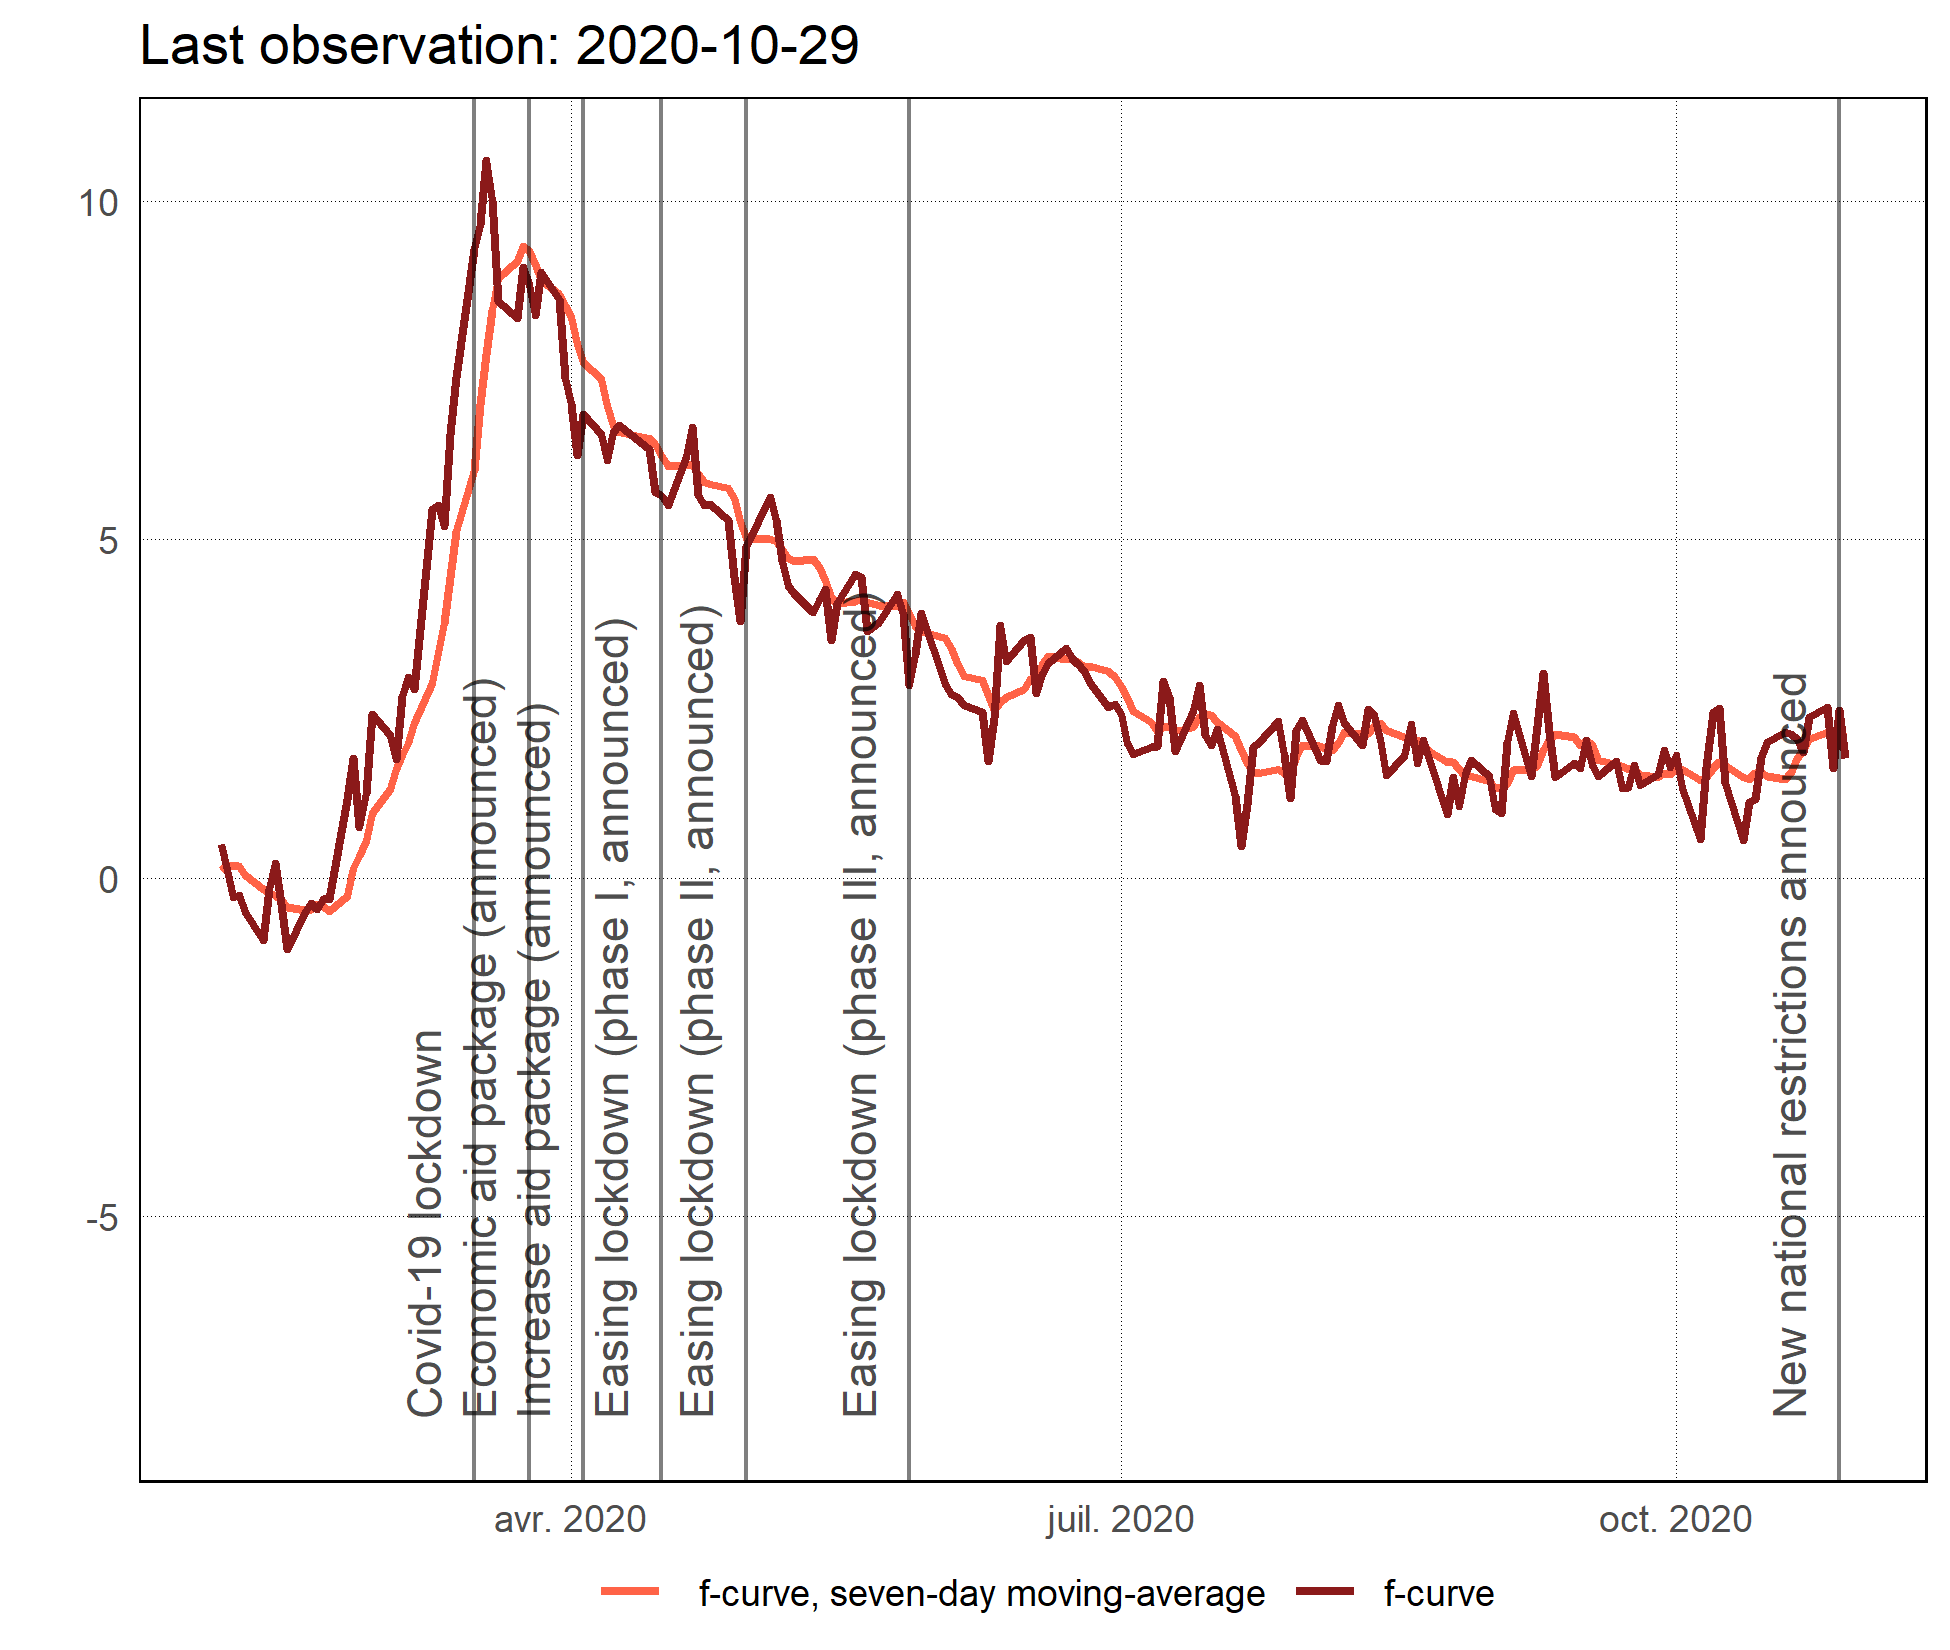 Last observation: 2020-10-29
10
5
0
-5
Covid-19 lockdown
Economic aid package (announced)
Increase aid package (announced)
Easing lockdown (phase I, announced)
Easing lockdown (phase II, announced)
Easing lockdown (phase III, announced)
New national restrictions announced
avr. 2020
juil. 2020
oct. 2020
f-curve, seven-day moving-average
f-curve